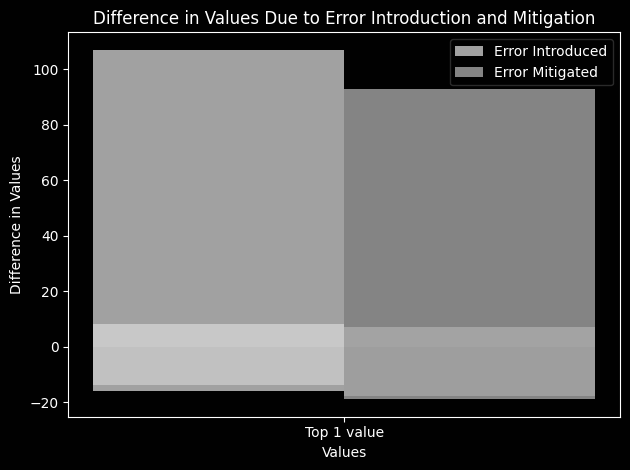 Difference in Values Due to Error Introduction and Mitigation
Error Introduced
Error Mitigated
Difference in Values
100
80
60
40
20
0
−20
Top 1 value
Values